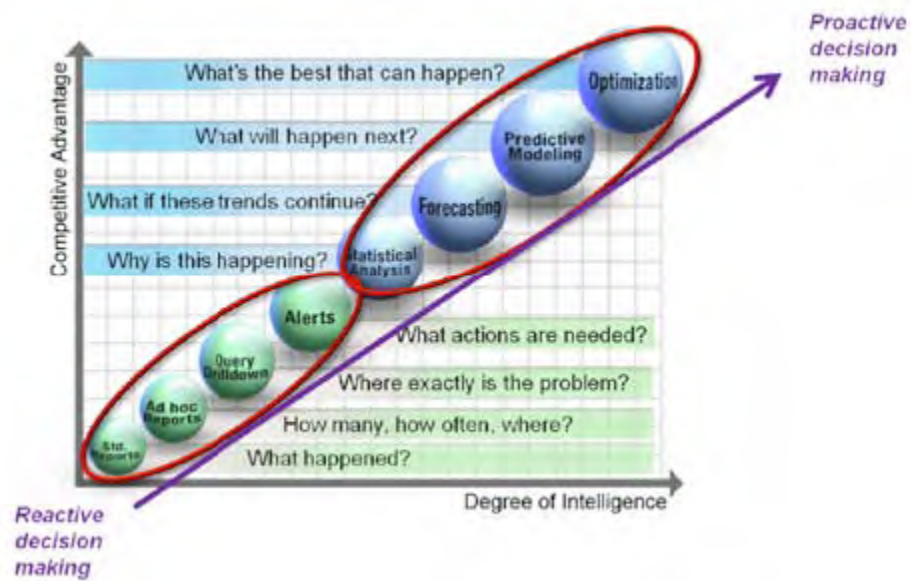 Proactive
decision
making
Competitive Advantage
What's the best that can happen?
Optimization
What will happen next?
Predictive
Modeling
What if these trends continue?
Forecasting
Why is this happening?
Statistical
Analysis
Alerts
What actions are needed?
Query
Drilldown
Where exactly is the problem?
Ad hoc
Reports
How many, how often, where?
Std.
Reports
What happened?
Degree of Intelligence
Reactive
decision
making